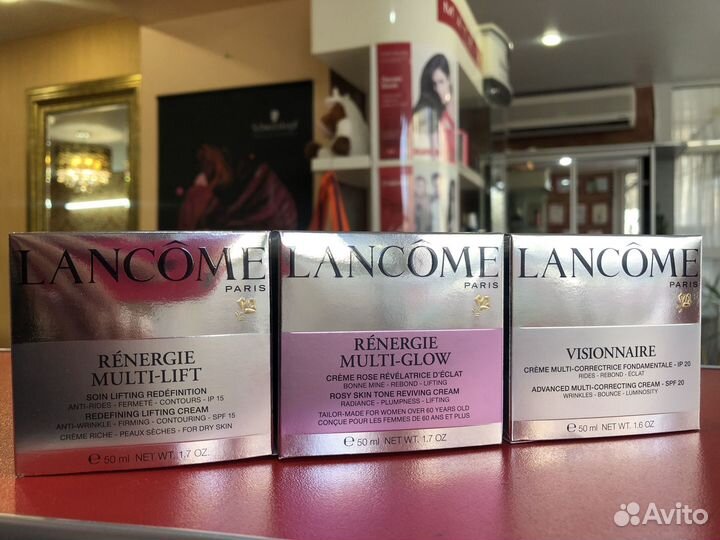 LANCÔME
PARIS
RÉNERGIE
MULTI-LIFT
SOIN LIFTING REDÉFINITION
ANTI-RIDES - FERMETÉ - CONTOURS - IP 15
REDEFINING LIFTING CREAM
ANTI-WRINKLE - FIRMING - CONTOURING - SPF 15
CRÈME RICHE - PEAUX SÈCHES - FOR DRY SKIN
℮ 50 ml NET WT. 1.7 OZ.
LANCÔME
PARIS
RÉNERGIE
MULTI-GLOW
CRÈME ROSE RÉVÉLATRICE D'ÉCLAT
BONNE MINE - REBOND - LIFTING
ROSY SKIN TONE REVIVING CREAM
RADIANCE - PLUMPNESS - LIFTING
TAILOR-MADE FOR WOMEN OVER 60 YEARS OLD
CONÇUE POUR LES FEMMES DE 60 ANS ET PLUS
℮ 50 ml NET WT. 1.7 OZ.
LANCÔME
PARIS
VISIONNAIRE
CRÈME MULTI-CORRECTRICE FONDAMENTALE - IP 20
RIDES - REBOND - ÉCLAT
ADVANCED MULTI-CORRECTING CREAM - SPF 20
WRINKLES - BOUNCE - LUMINOSITY
℮ 50 ml NET WT. 1.6 OZ
Avito